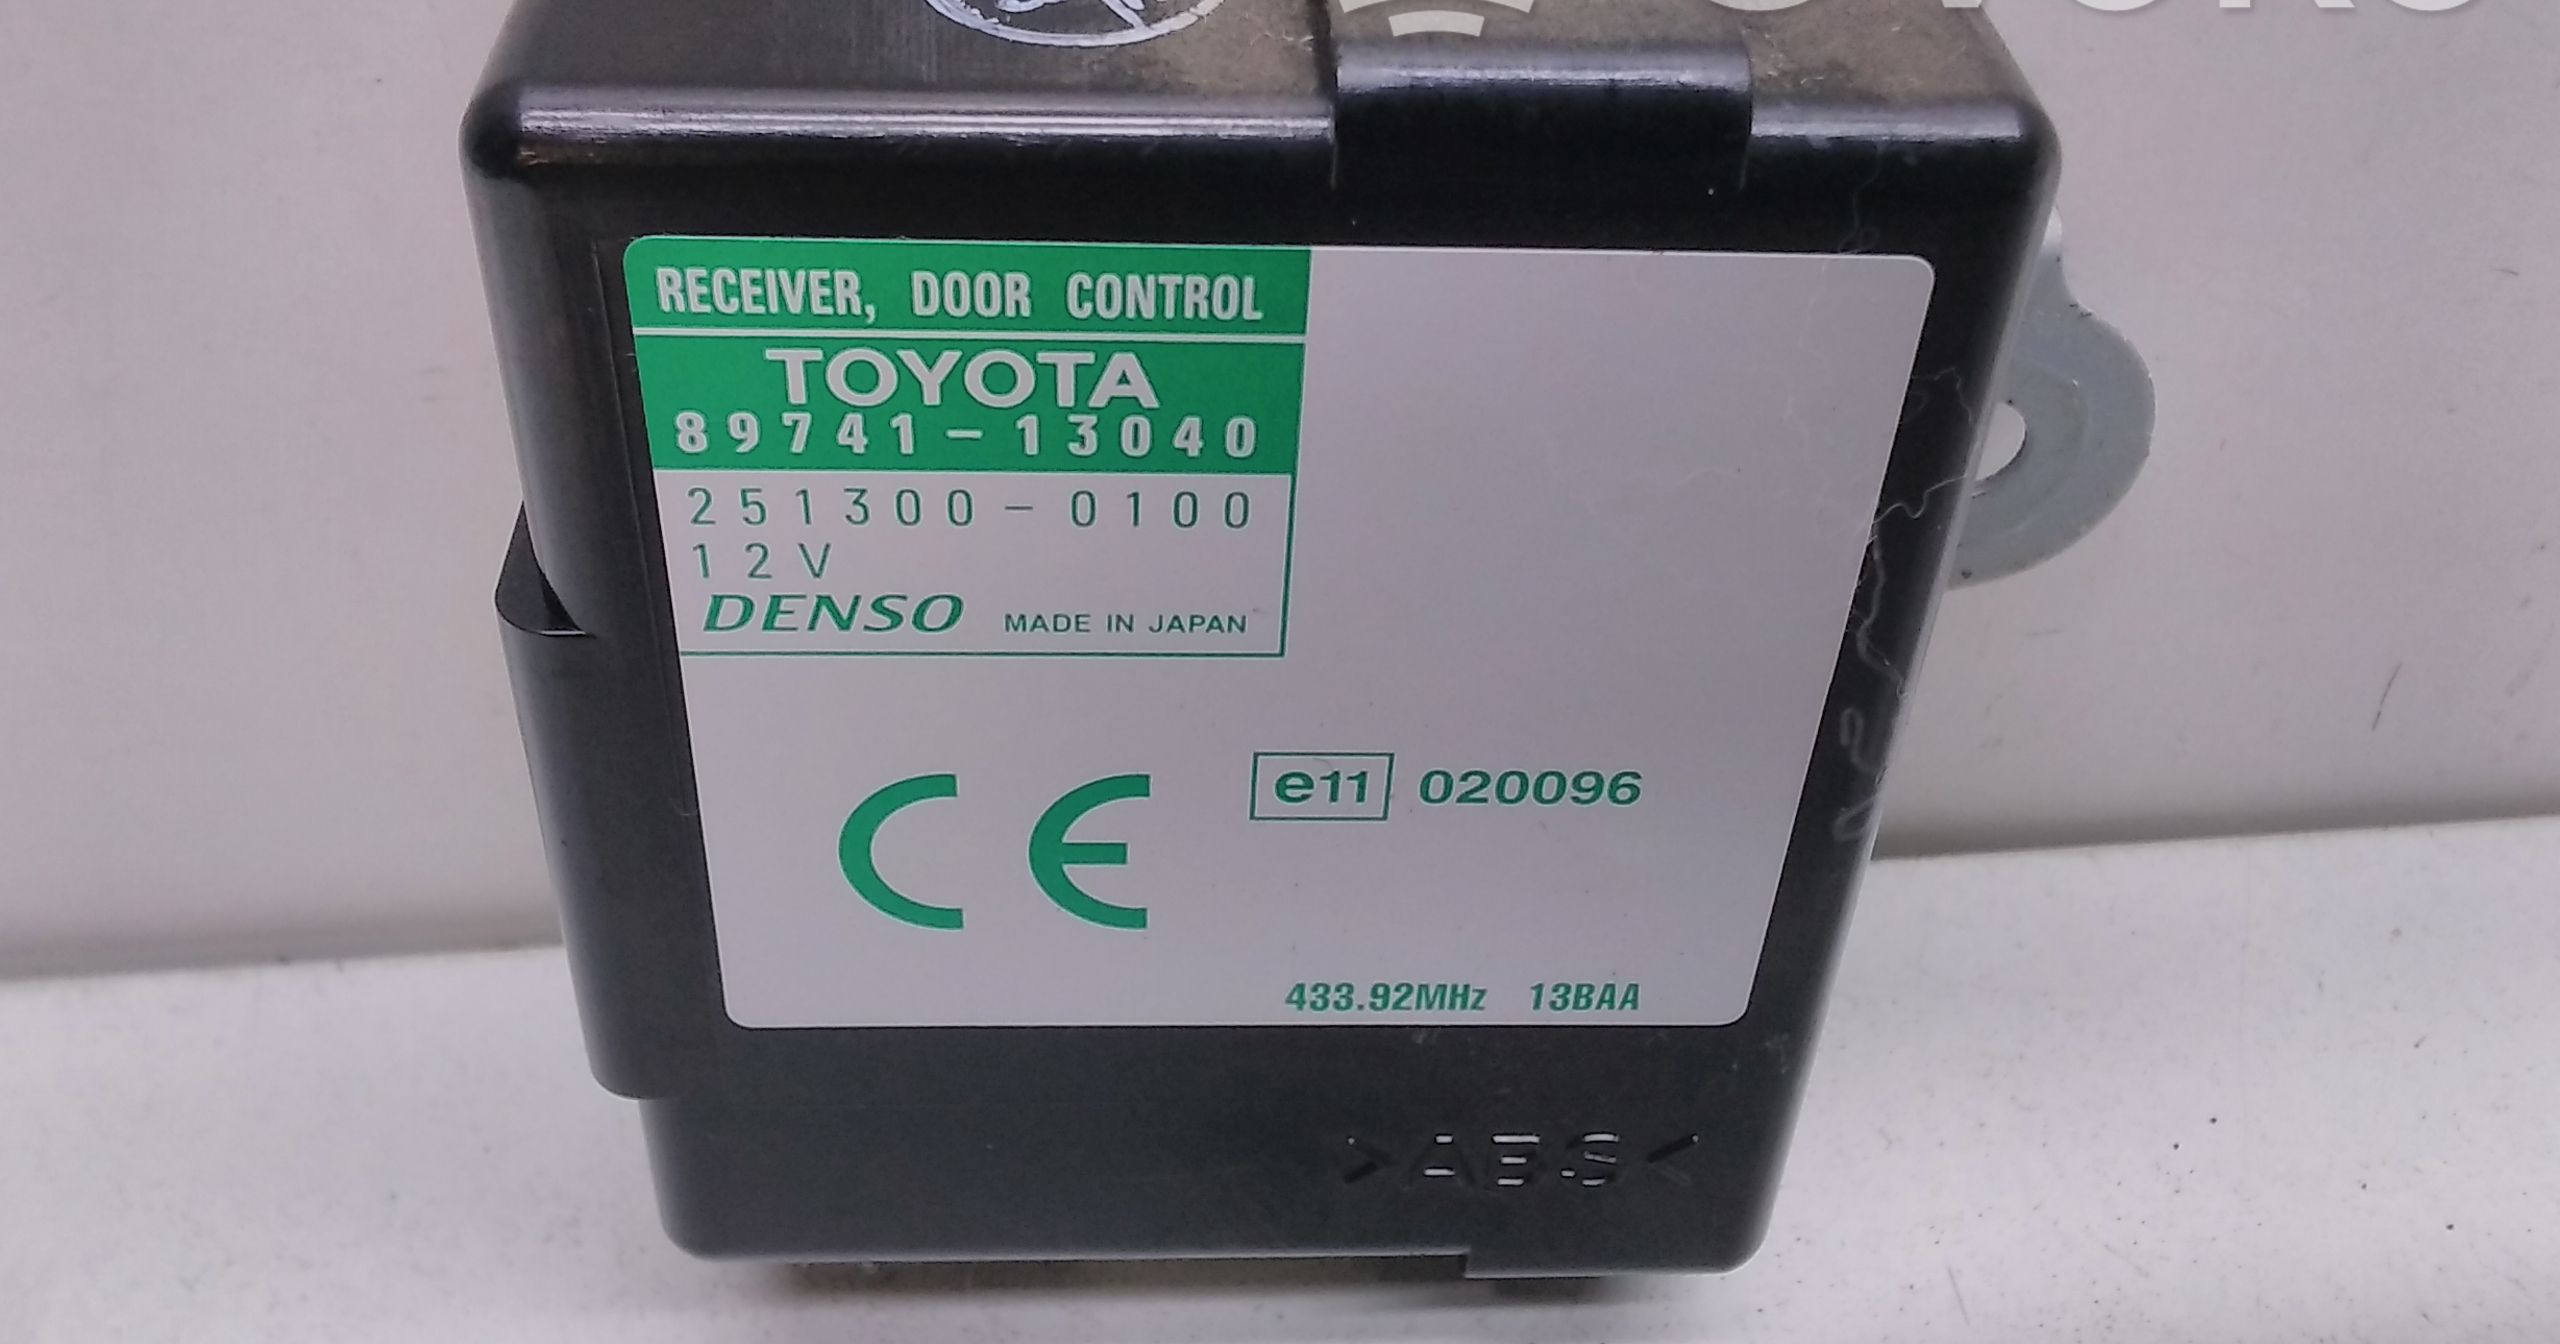 RECEIVER, DOOR CONTROL
TOYOTA
89741-13040
251300-0100
12V
DENSO MADE IN JAPAN
CE
e11 020096
433.92MHz 13BAA
>ABS<